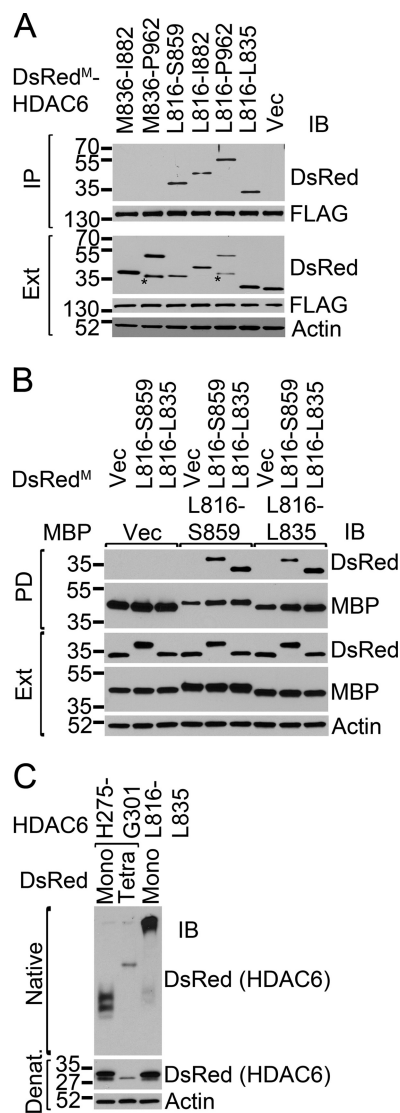 A
DsRedᴹ-
HDAC6
M836-I882
M836-P962
L816-S859
L816-I882
L816-P962
L816-L835
Vec
IB
IP
70
55
35
DsRed
130
FLAG
Ext
70
55
35
* *
DsRed
130
FLAG
52
Actin
B
DsRedᴹ
Vec
L816-S859
L816-L835
Vec
L816-S859
L816-L835
Vec
L816-S859
L816-L835
MBP
Vec
L816-
S859
L816-
L835
IB
PD
35
DsRed
55
35
MBP
Ext
35
DsRed
55
35
MBP
52
Actin
C
HDAC6
H275-
G301
L816-
L835
DsRed
Mono
Tetra
Mono
IB
Native
DsRed (HDAC6)
Denat.
35
27
DsRed (HDAC6)
52
Actin